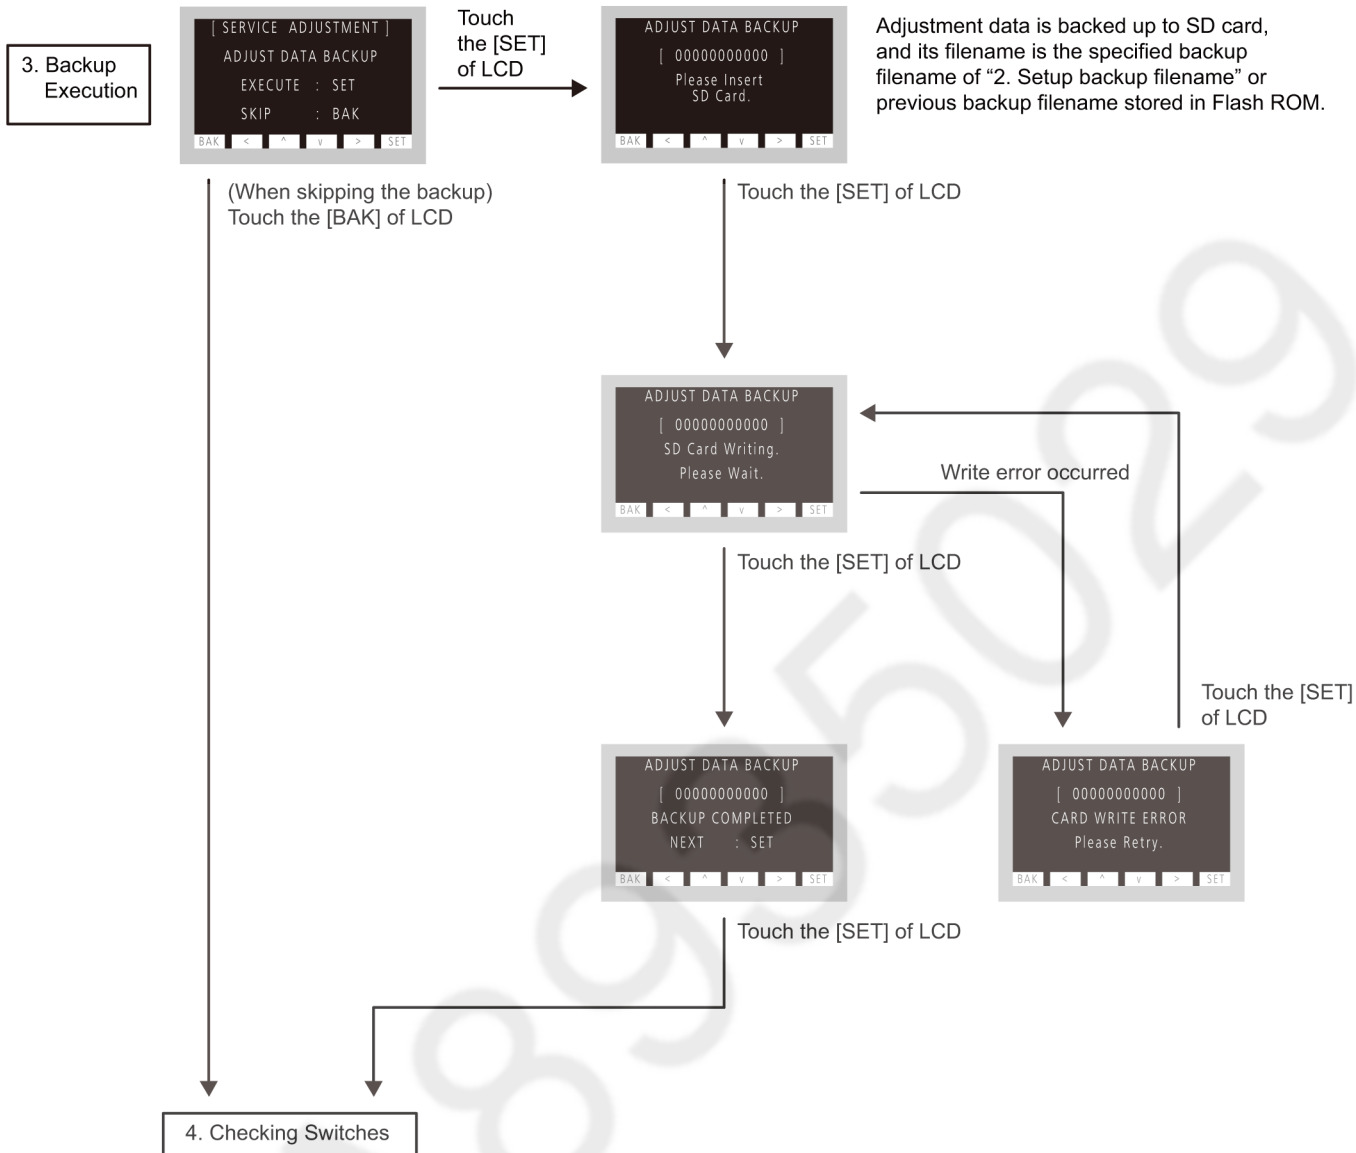 3. Backup
Execution
[ SERVICE ADJUSTMENT ]
ADJUST DATA BACKUP
EXECUTE : SET
SKIP : BAK
BAK < ^ v > SET
Touch
the [SET]
of LCD
ADJUST DATA BACKUP
[ 00000000000 ]
Please Insert
SD Card.
BAK < ^ v > SET
Adjustment data is backed up to SD card,
and its filename is the specified backup
filename of “2. Setup backup filename” or
previous backup filename stored in Flash ROM.
(When skipping the backup)
Touch the [BAK] of LCD
Touch the [SET] of LCD
ADJUST DATA BACKUP
[ 00000000000 ]
SD Card Writing.
Please Wait.
BAK < ^ v > SET
Write error occurred
Touch the [SET] of LCD
Touch the [SET]
of LCD
ADJUST DATA BACKUP
[ 00000000000 ]
BACKUP COMPLETED
NEXT : SET
BAK < ^ v > SET
ADJUST DATA BACKUP
[ 00000000000 ]
CARD WRITE ERROR
Please Retry.
BAK < ^ v > SET
Touch the [SET] of LCD
4. Checking Switches
8935029